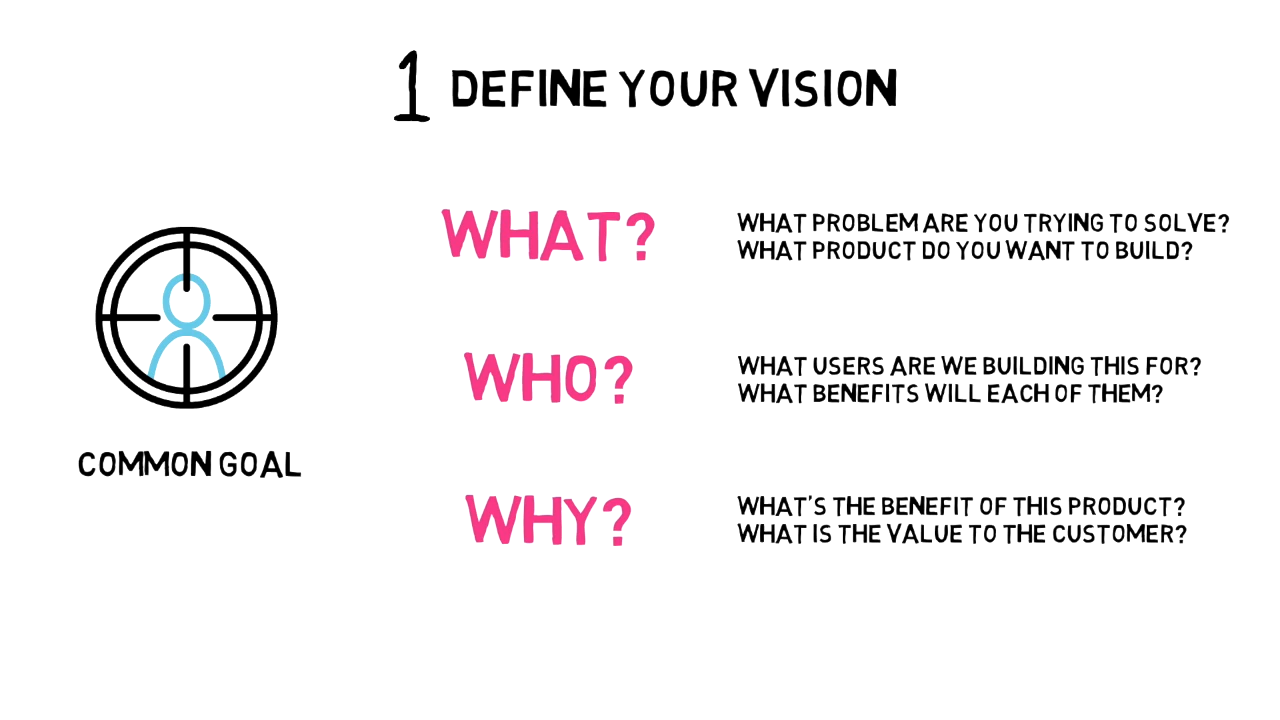 1 DEFINE YOUR VISION
WHAT?
WHAT PROBLEM ARE YOU TRYING TO SOLVE?
WHAT PRODUCT DO YOU WANT TO BUILD?
WHO?
WHAT USERS ARE WE BUILDING THIS FOR?
WHAT BENEFITS WILL EACH OF THEM?
COMMON GOAL
WHY?
WHAT'S THE BENEFIT OF THIS PRODUCT?
WHAT IS THE VALUE TO THE CUSTOMER?